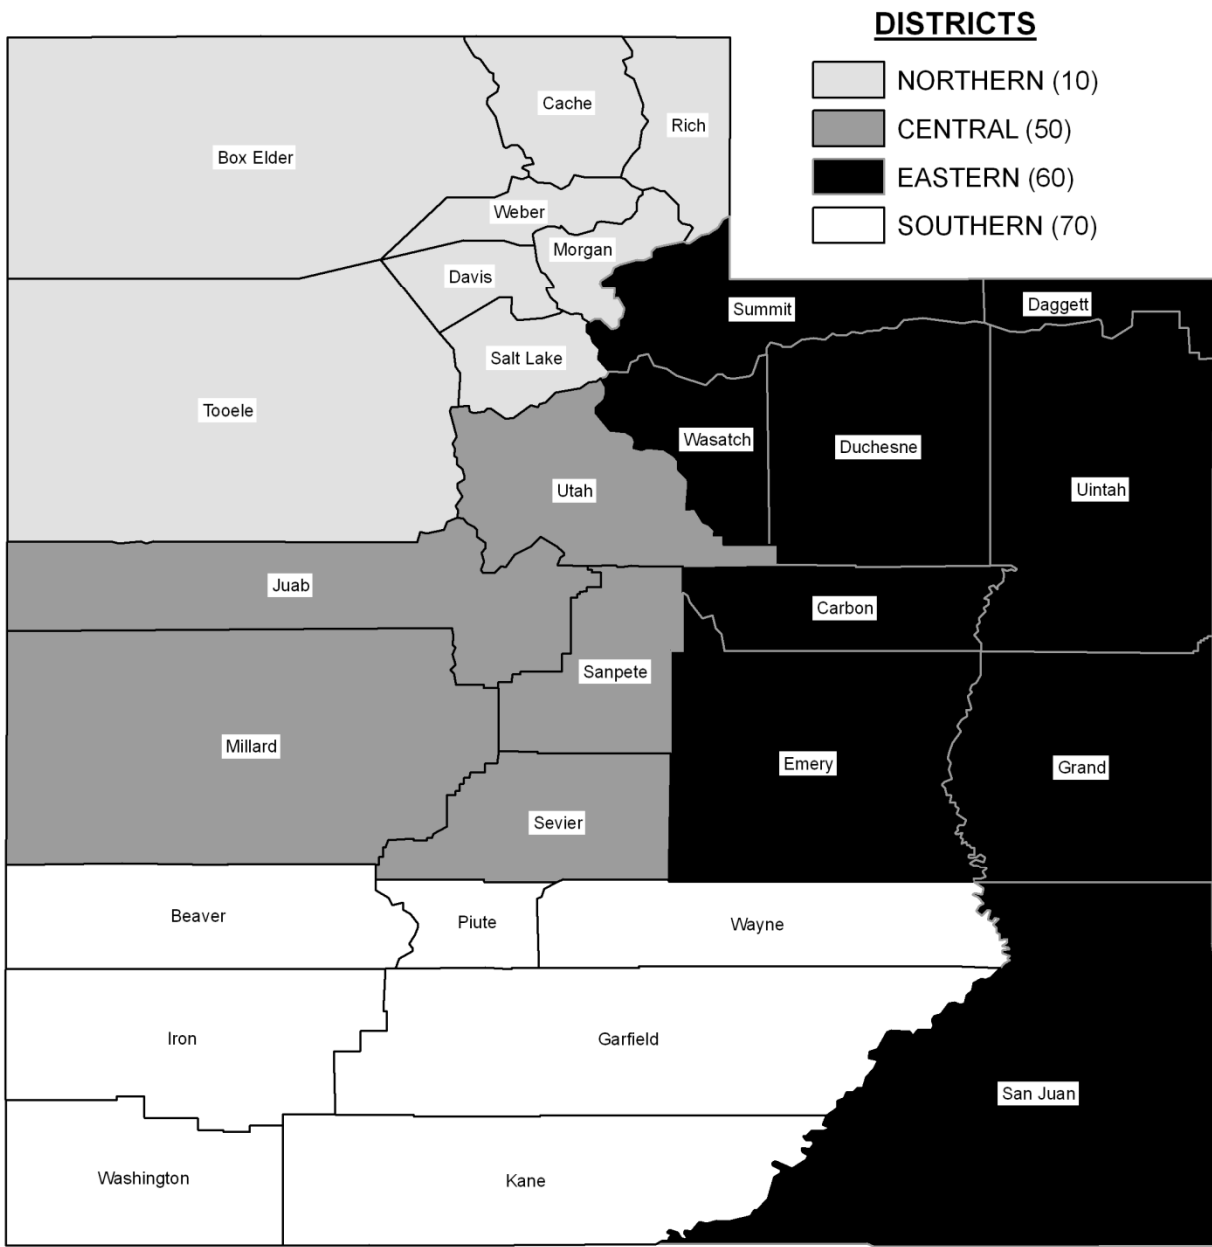 DISTRICTS
NORTHERN (10)
CENTRAL (50)
EASTERN (60)
SOUTHERN (70)
Cache
Rich
Box Elder
Weber
Morgan
Davis
Summit
Daggett
Salt Lake
Tooele
Wasatch
Duchesne
Utah
Uintah
Juab
Carbon
Sanpete
Millard
Emery
Grand
Sevier
Beaver
Piute
Wayne
Iron
Garfield
San Juan
Washington
Kane